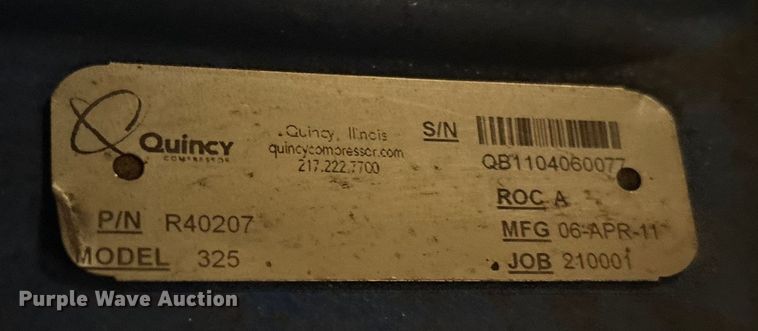 Quincy
COMPRESSOR
Quincy, Illinois
quincycompressor.com
217.222.7700
S/N
QB1104060077
ROC A
P/N R40207
MFG 06-APR-11
MODEL 325
JOB 210001
Purple Wave Auction